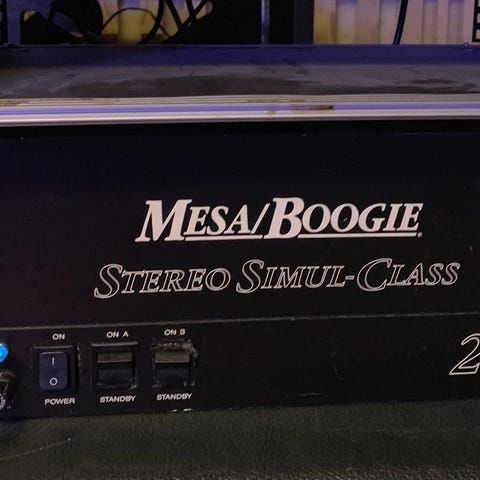 MESA/BOOGIE®
STEREO SIMUL-CLASS
2
ON
ON A
ON B
I
O
POWER
STANDBY
STANDBY